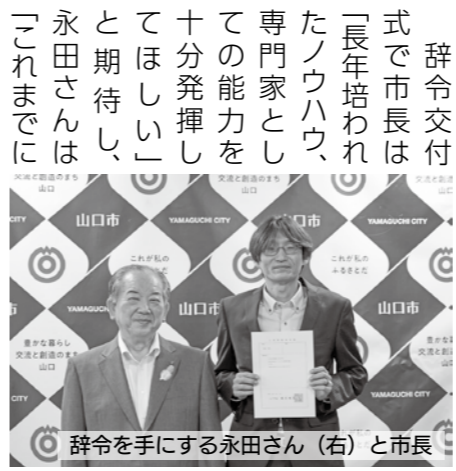 辞令交付
式で市長は
「長年培われ
たノウハウ、
専門家とし
ての能力を
十分発揮し
てほしい」
と期待し、
永田さんは
「これまでに
交流と創造のまち
山口
山口市
YAMAGUCHI CITY
これが私の
ふるさとだ
山口市
YAMAGUCHI CITY
豊かな暮らし
交流と創造のまち
山口
YAMAGUCHI CITY
辞令を手にする永田さん（右）と市長